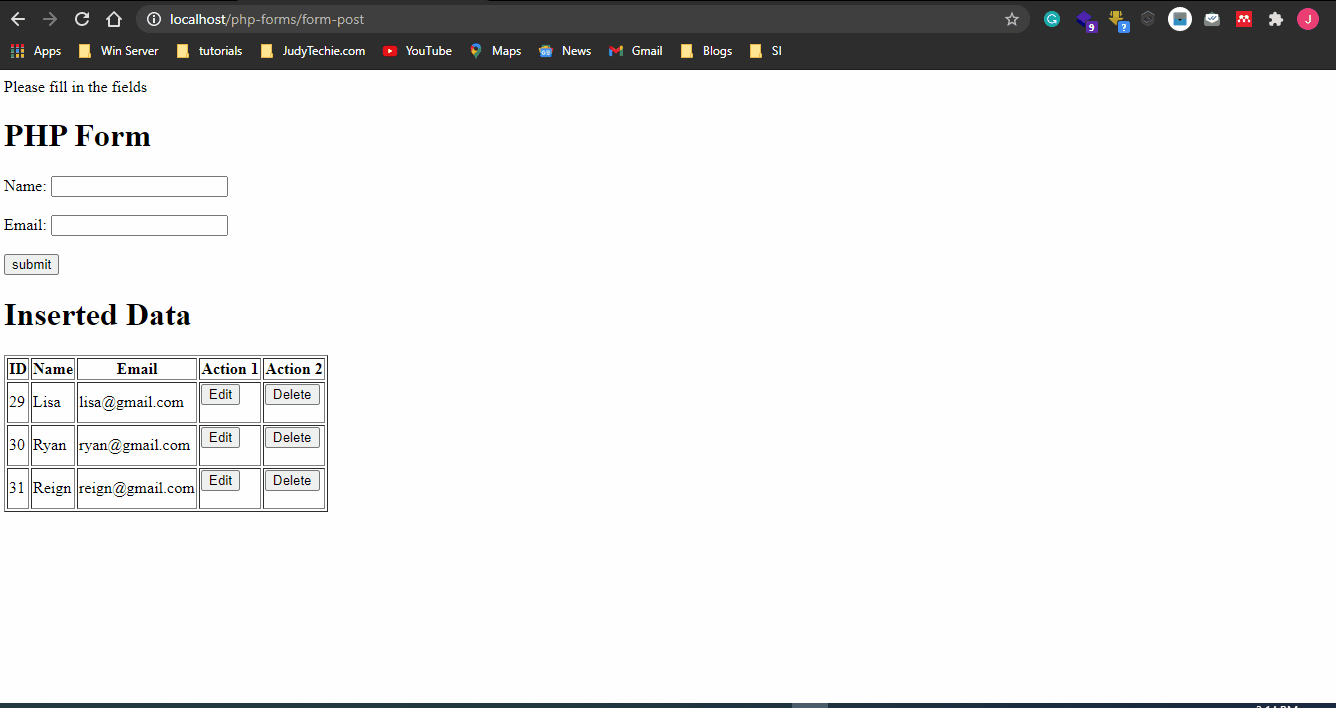 localhost/php-forms/form-post
9
?
J
Apps Win Server tutorials JudyTechie.com YouTube Maps News Gmail Blogs SI
Please fill in the fields
PHP Form
Name:
Email:
submit
Inserted Data
ID Name Email Action 1 Action 2
29 Lisa lisa@gmail.com Edit Delete
30 Ryan ryan@gmail.com Edit Delete
31 Reign reign@gmail.com Edit Delete